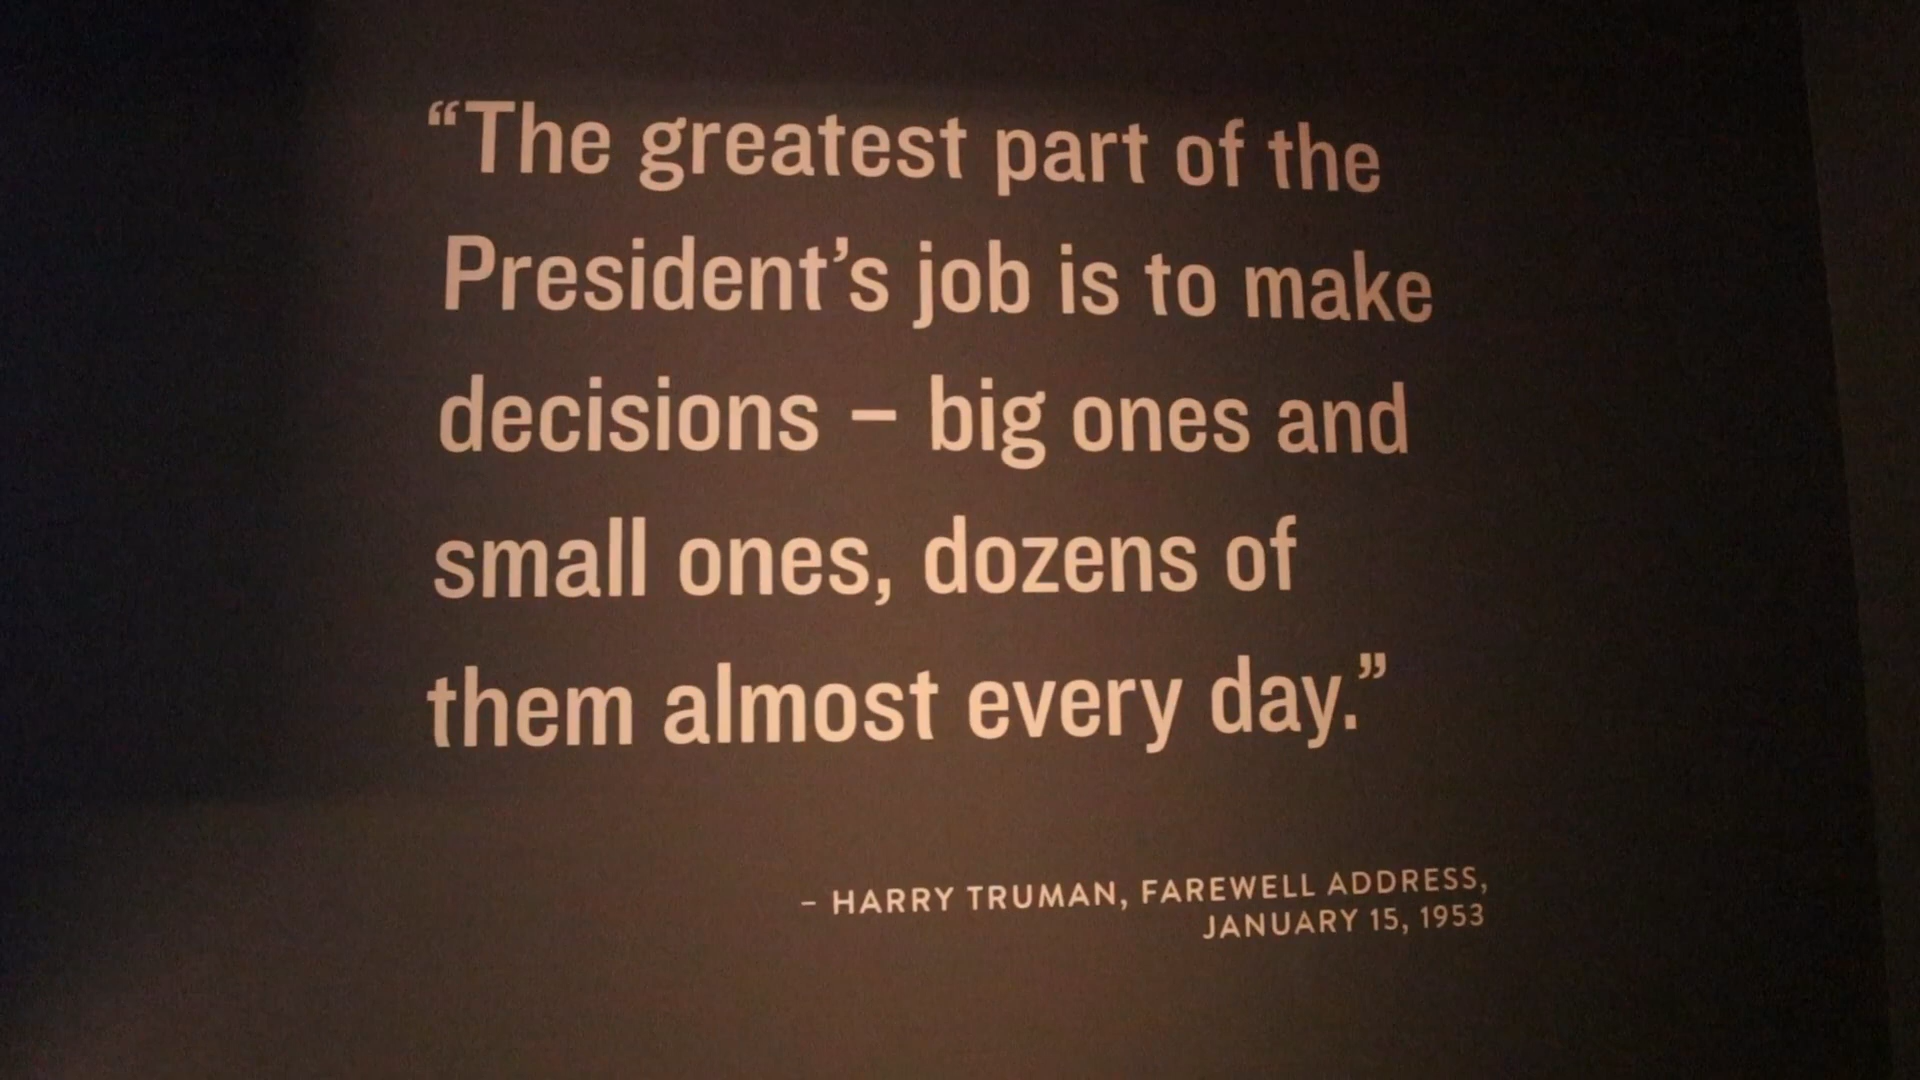 “The greatest part of the
President’s job is to make
decisions – big ones and
small ones, dozens of
them almost every day.”
– HARRY TRUMAN, FAREWELL ADDRESS,
JANUARY 15, 1953